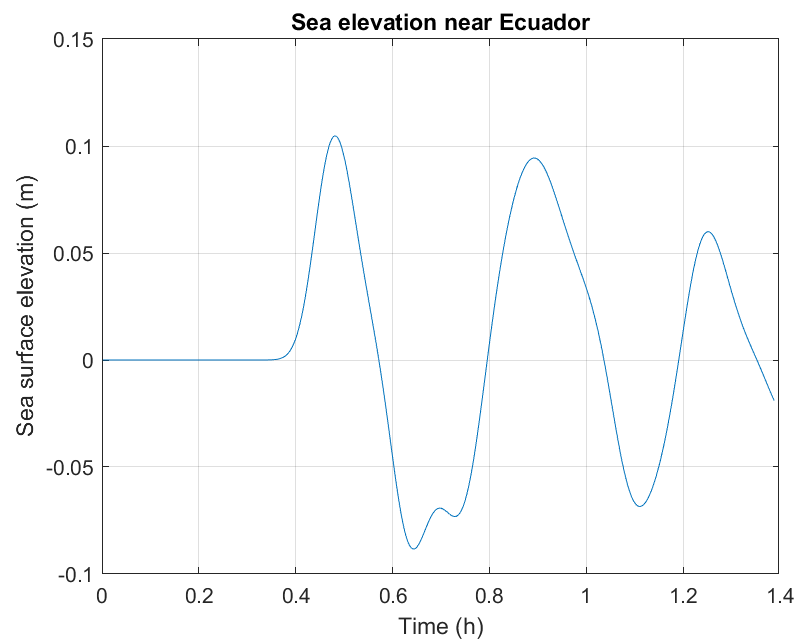 Sea elevation near Ecuador
0.15
0.1
0.05
0
-0.05
-0.1
Sea surface elevation (m)
0 0.2 0.4 0.6 0.8 1 1.2 1.4
Time (h)